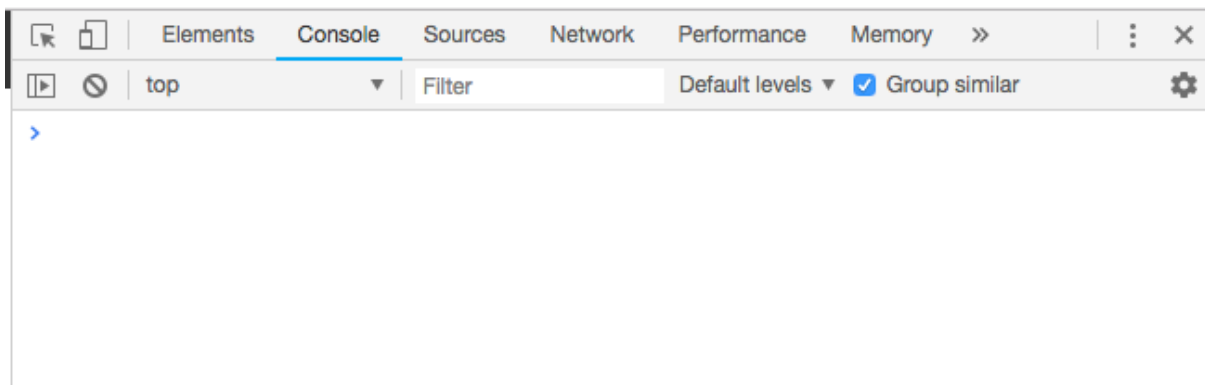 Elements Console Sources Network Performance Memory »
top Filter Default levels Group similar